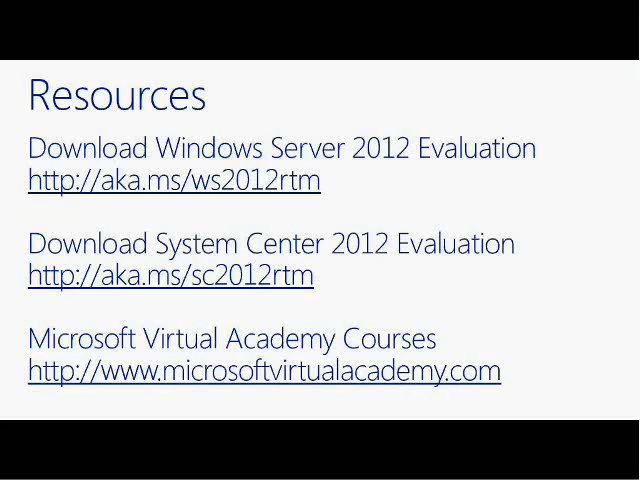 Resources
Download Windows Server 2012 Evaluation
http://aka.ms/ws2012rtm
Download System Center 2012 Evaluation
http://aka.ms/sc2012rtm
Microsoft Virtual Academy Courses
http://www.microsoftvirtualacademy.com